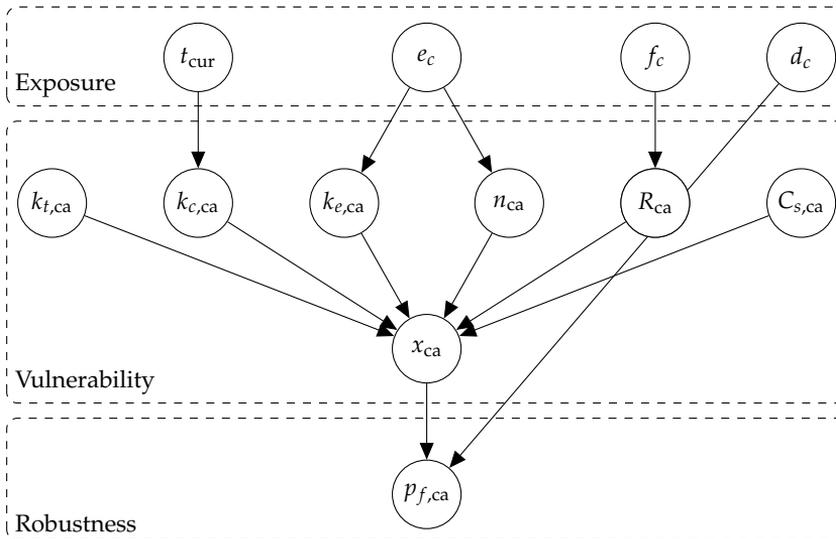 t_cur e_c f_c d_c
Exposure
k_t,ca k_c,ca k_e,ca n_ca R_ca C_s,ca
x_ca
Vulnerability
p_f,ca
Robustness